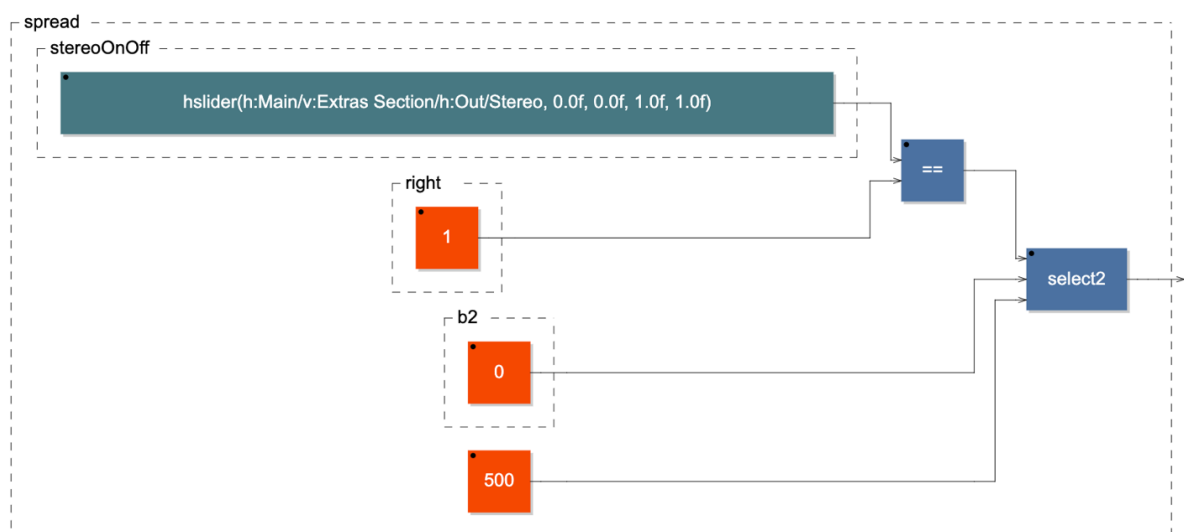 spread
stereoOnOff
hslider(h:Main/v:Extras Section/h:Out/Stereo, 0.0f, 0.0f, 1.0f, 1.0f)
==
right
1
select2
b2
0
500